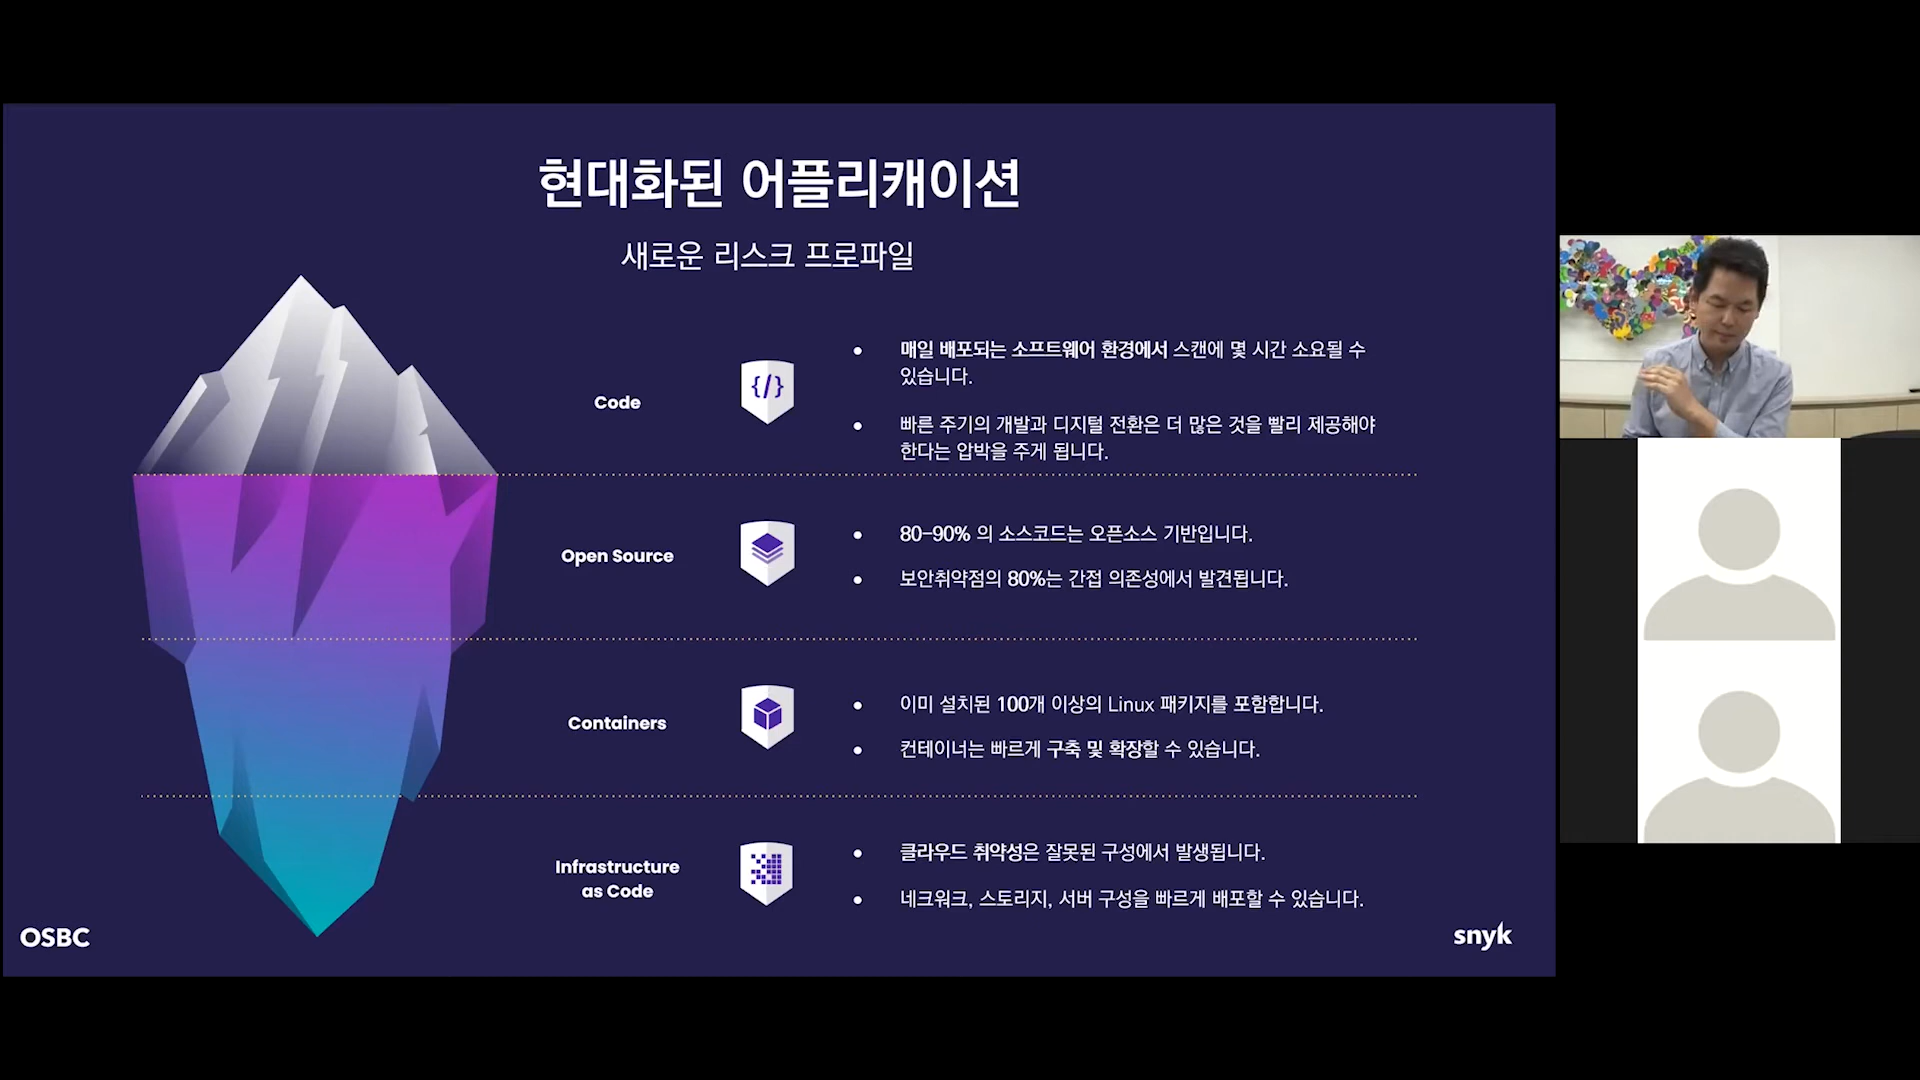 현대화된 어플리캐이션
새로운 리스크 프로파일
Code
매일 배포되는 소프트웨어 환경에서 스캔에 몇 시간 소요될 수
있습니다.
빠른 주기의 개발과 디지털 전환은 더 많은 것을 빨리 제공해야
한다는 압박을 주게 됩니다.
Open Source
80-90% 의 소스코드는 오픈소스 기반입니다.
보안취약점의 80%는 간접 의존성에서 발견됩니다.
Containers
이미 설치된 100개 이상의 Linux 패키지를 포함합니다.
컨테이너는 빠르게 구축 및 확장할 수 있습니다.
Infrastructure
as Code
클라우드 취약성은 잘못된 구성에서 발생됩니다.
네크워크, 스토리지, 서버 구성을 빠르게 배포할 수 있습니다.
OSBC
snyk